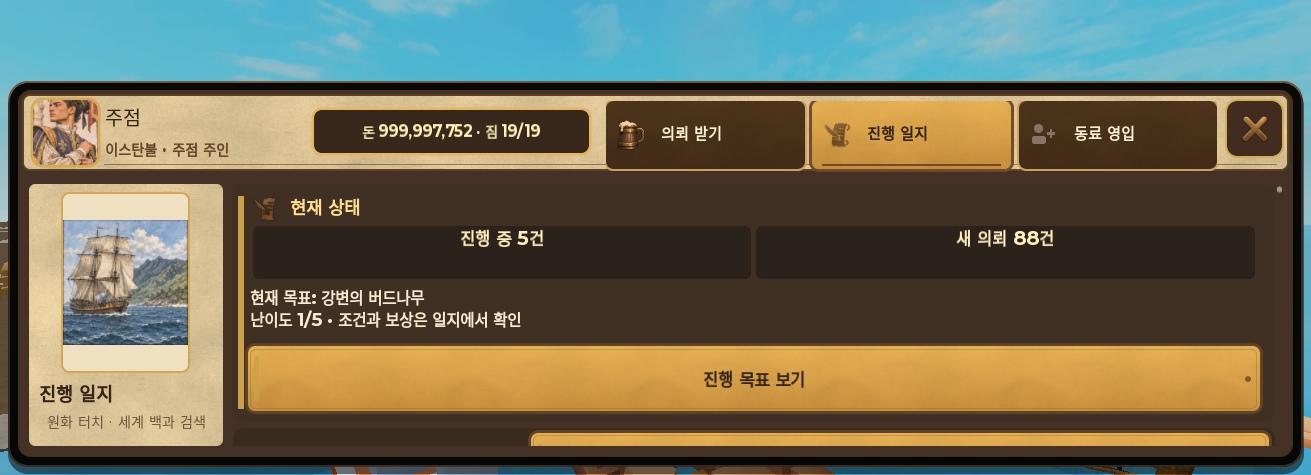 주점
이스탄불 • 주점 주인
돈 999,997,752 · 짐 19/19
의뢰 받기
진행 일지
동료 영입
현재 상태
진행 중 5건
새 의뢰 88건
현재 목표: 강변의 버드나무
난이도 1/5 • 조건과 보상은 일지에서 확인
진행 목표 보기
진행 일지
원화 터치 · 세계 백과 검색